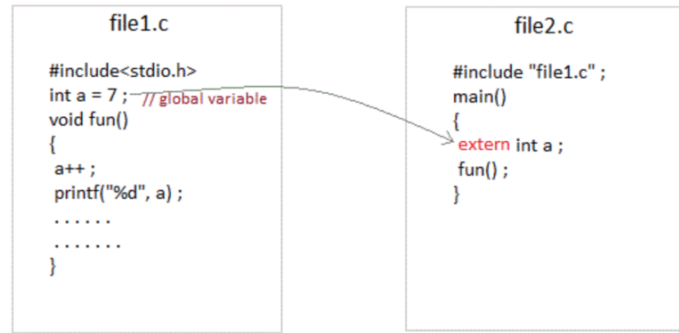 file1.c
#include<stdio.h>
int a = 7 ; // global variable
void fun()
{
a++ ;
printf("%d", a) ;
. . . . . .
. . . . . . .
}
file2.c
#include "file1.c" ;
main()
{
extern int a ;
fun() ;
}